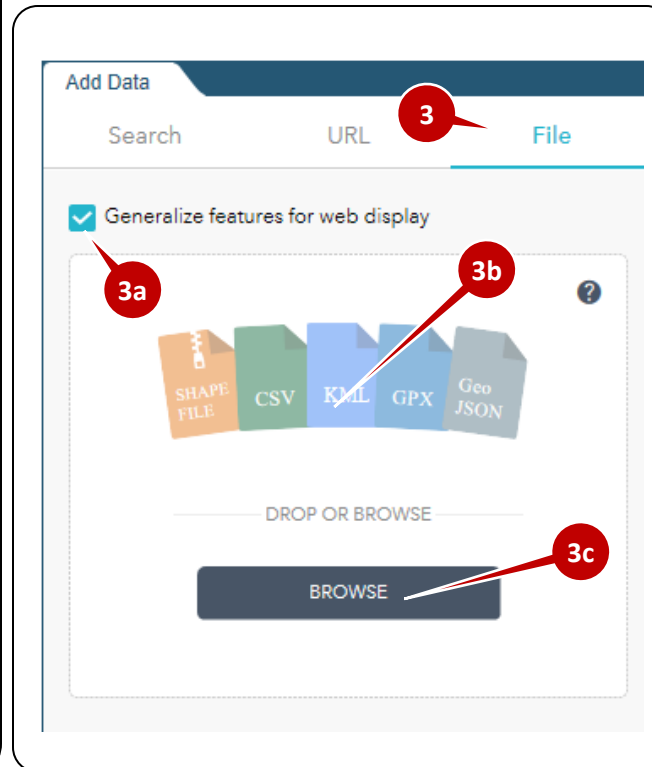 Add Data
Search URL 3 File
Generalize features for web display
3a
3b
?
SHAPE
FILE
CSV
KML
GPX
Geo
JSON
DROP OR BROWSE
3c
BROWSE